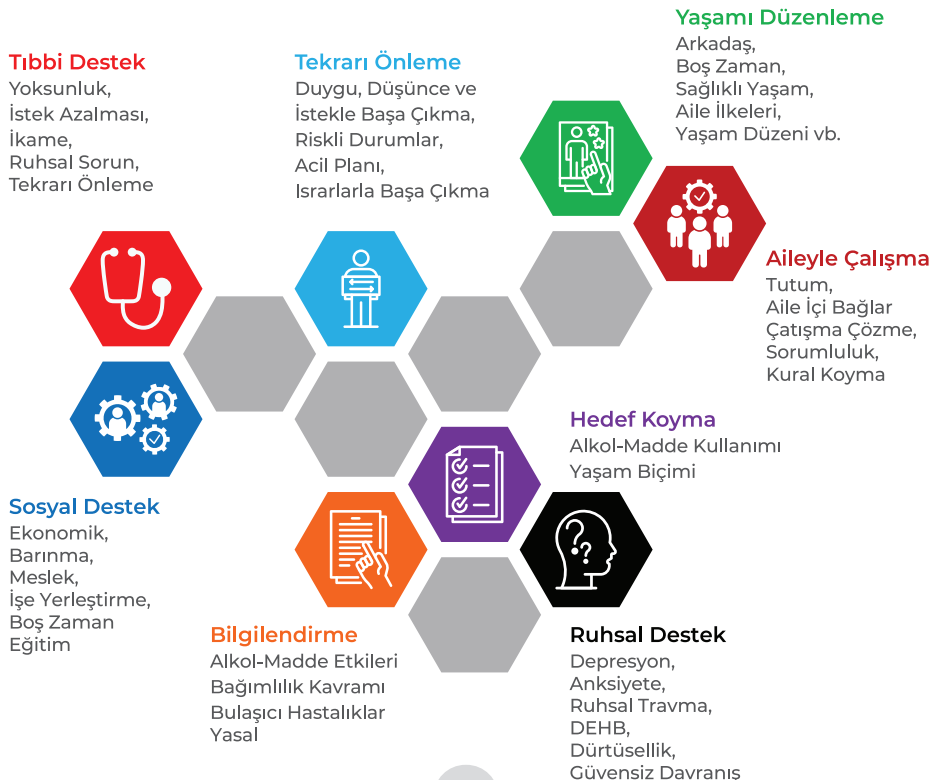 Yaşamı Düzenleme
Arkadaş,
Boş Zaman,
Sağlıklı Yaşam,
Aile İlkeleri,
Yaşam Düzeni vb.
Tıbbi Destek
Yoksunluk,
İstek Azalması,
İkame,
Ruhsal Sorun,
Tekrarı Önleme
Tekrarı Önleme
Duygu, Düşünce ve
İstekle Başa Çıkma,
Riskli Durumlar,
Acil Planı,
Israrlarla Başa Çıkma
Aileyle Çalışma
Tutum,
Aile İçi Bağlar
Çatışma Çözme,
Sorumluluk,
Kural Koyma
Hedef Koyma
Alkol-Madde Kullanımı
Yaşam Biçimi
Sosyal Destek
Ekonomik,
Barınma,
Meslek,
İşe Yerleştirme,
Boş Zaman
Eğitim
Bilgilendirme
Alkol-Madde Etkileri
Bağımlılık Kavramı
Bulaşıcı Hastalıklar
Yasal
Ruhsal Destek
Depresyon,
Anksiyete,
Ruhsal Travma,
DEHB,
Dürtüsellik,
Güvensiz Davranış